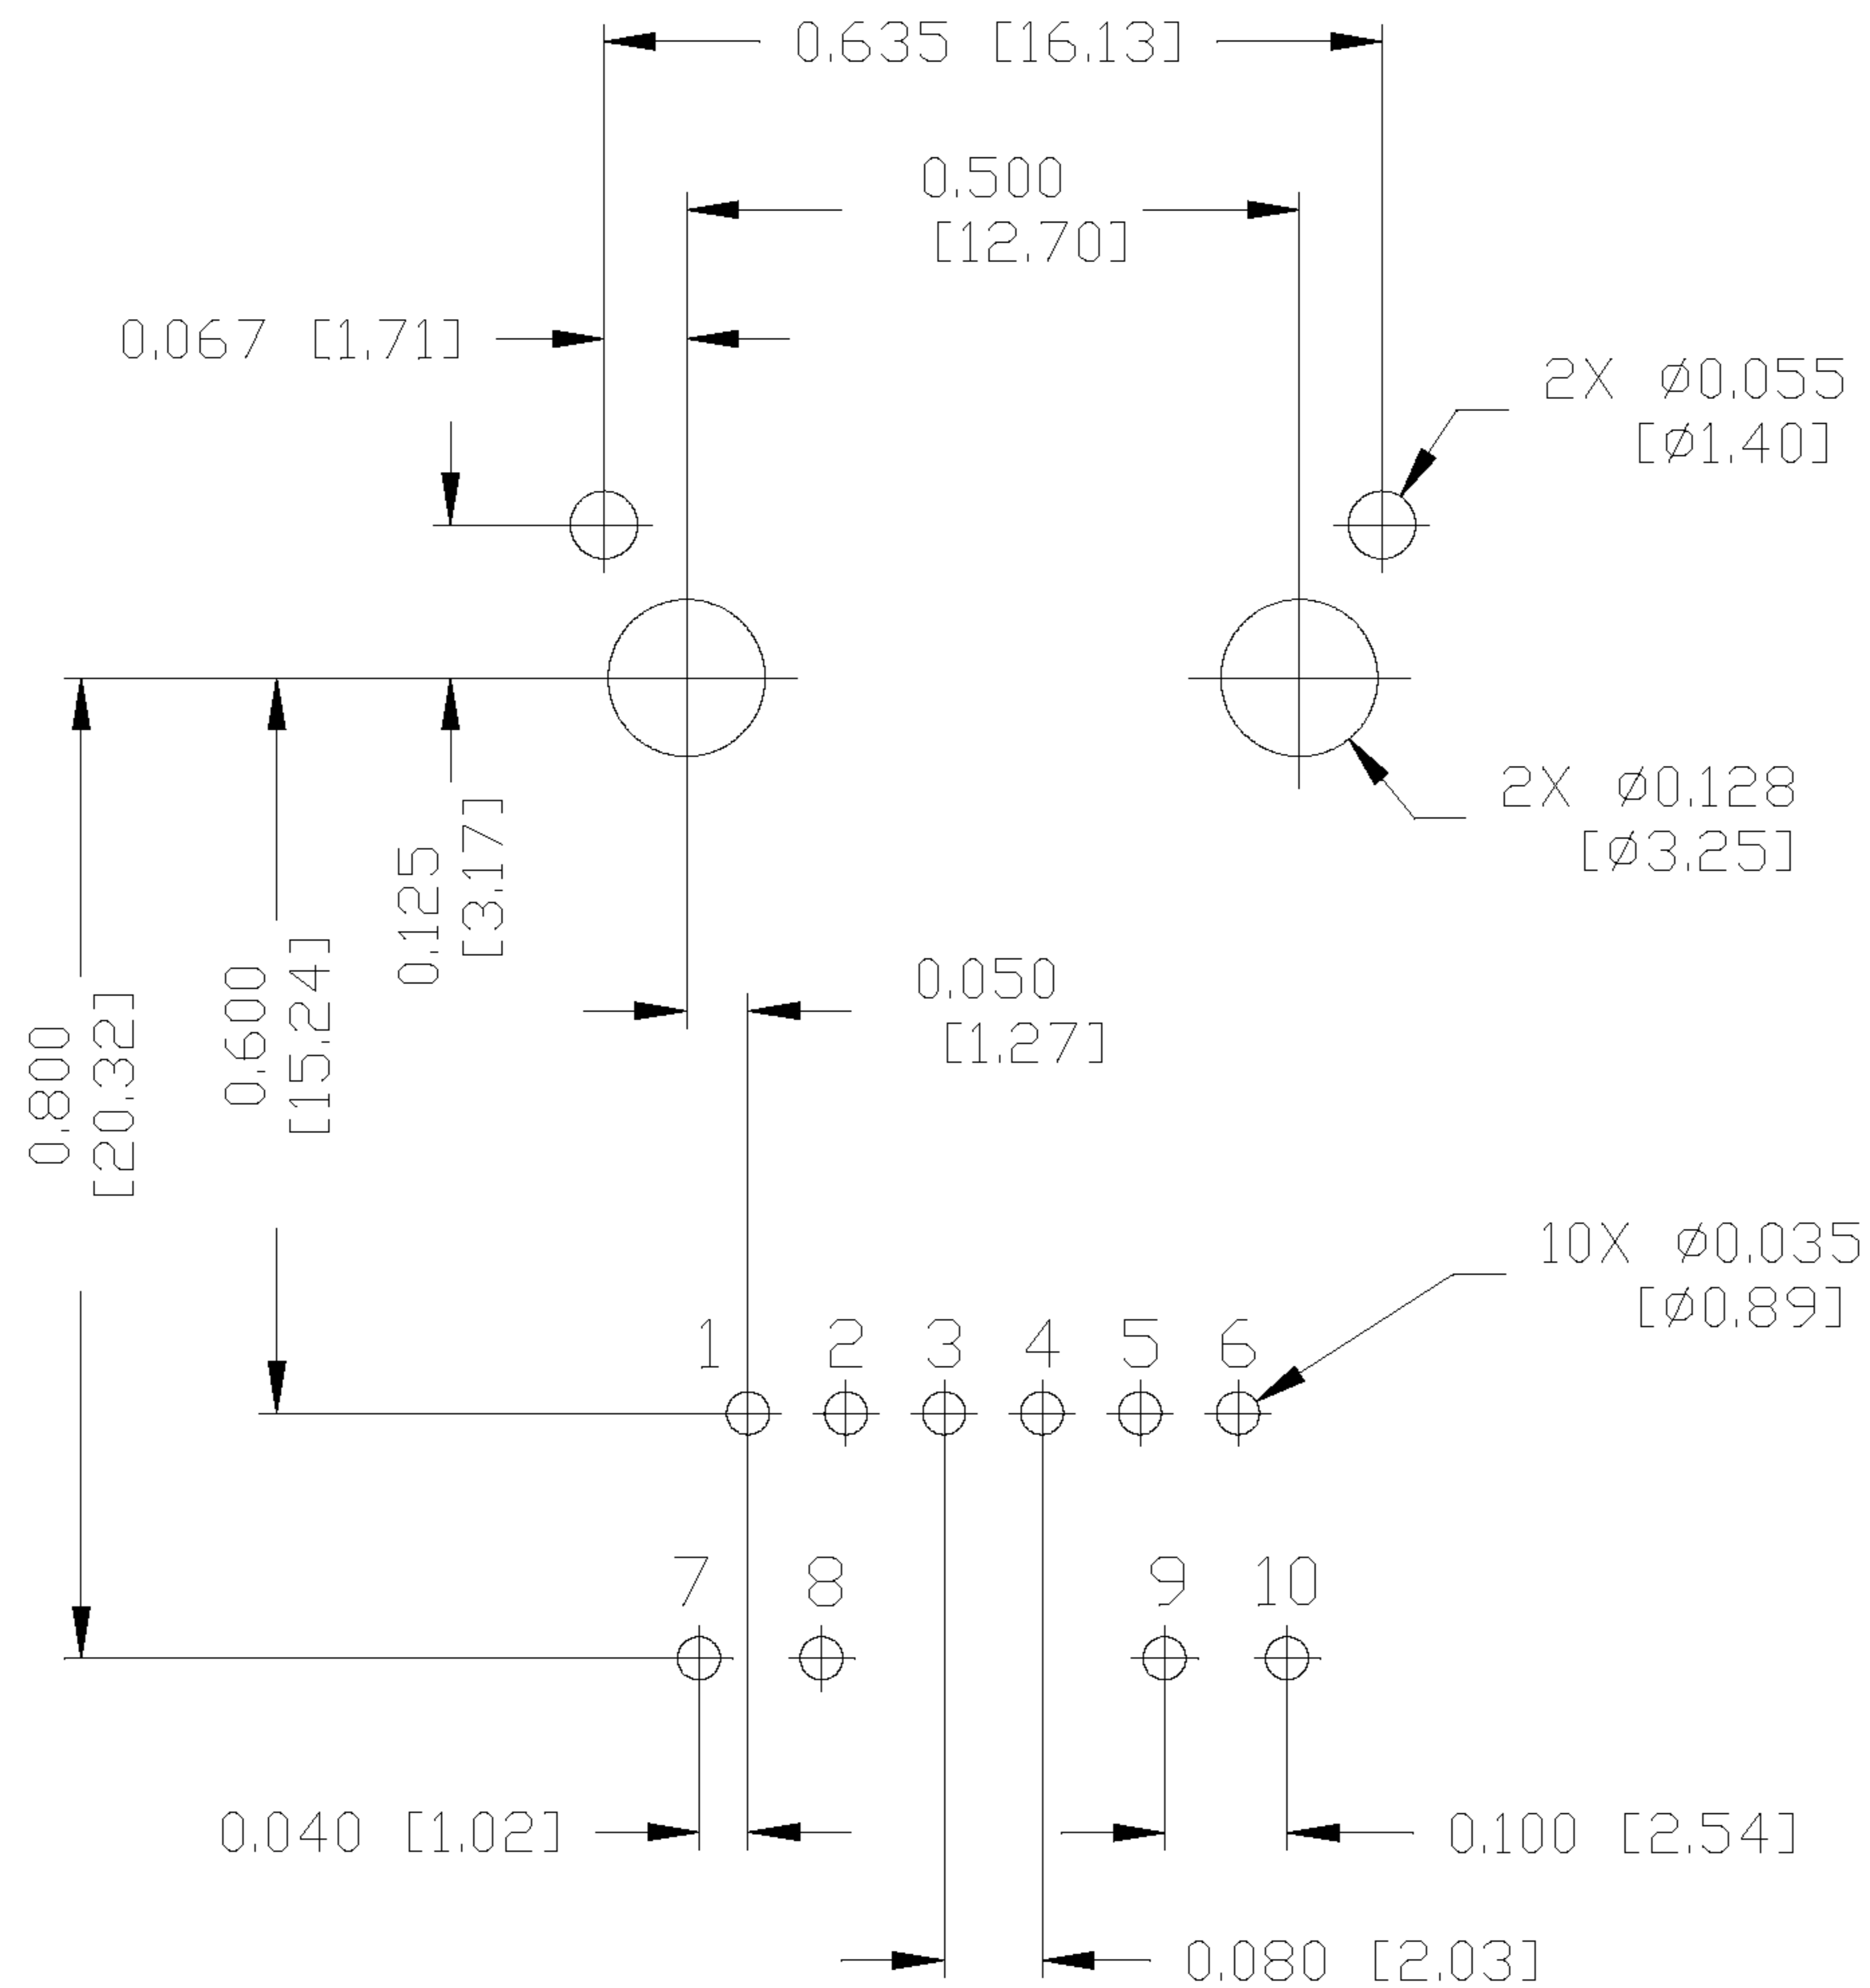 0.635 [16.13]
0.500
[12.70]
0.067 [1.71]
2X ø0.055
[ø1.40]
2X ø0.128
[ø3.25]
0.125
[3.17]
0.600
[15.24]
0.800
[20.32]
0.050
[1.27]
10X ø0.035
[ø0.89]
1 2 3 4 5 6
7 8 9 10
0.040 [1.02]
0.100 [2.54]
0.080 [2.03]